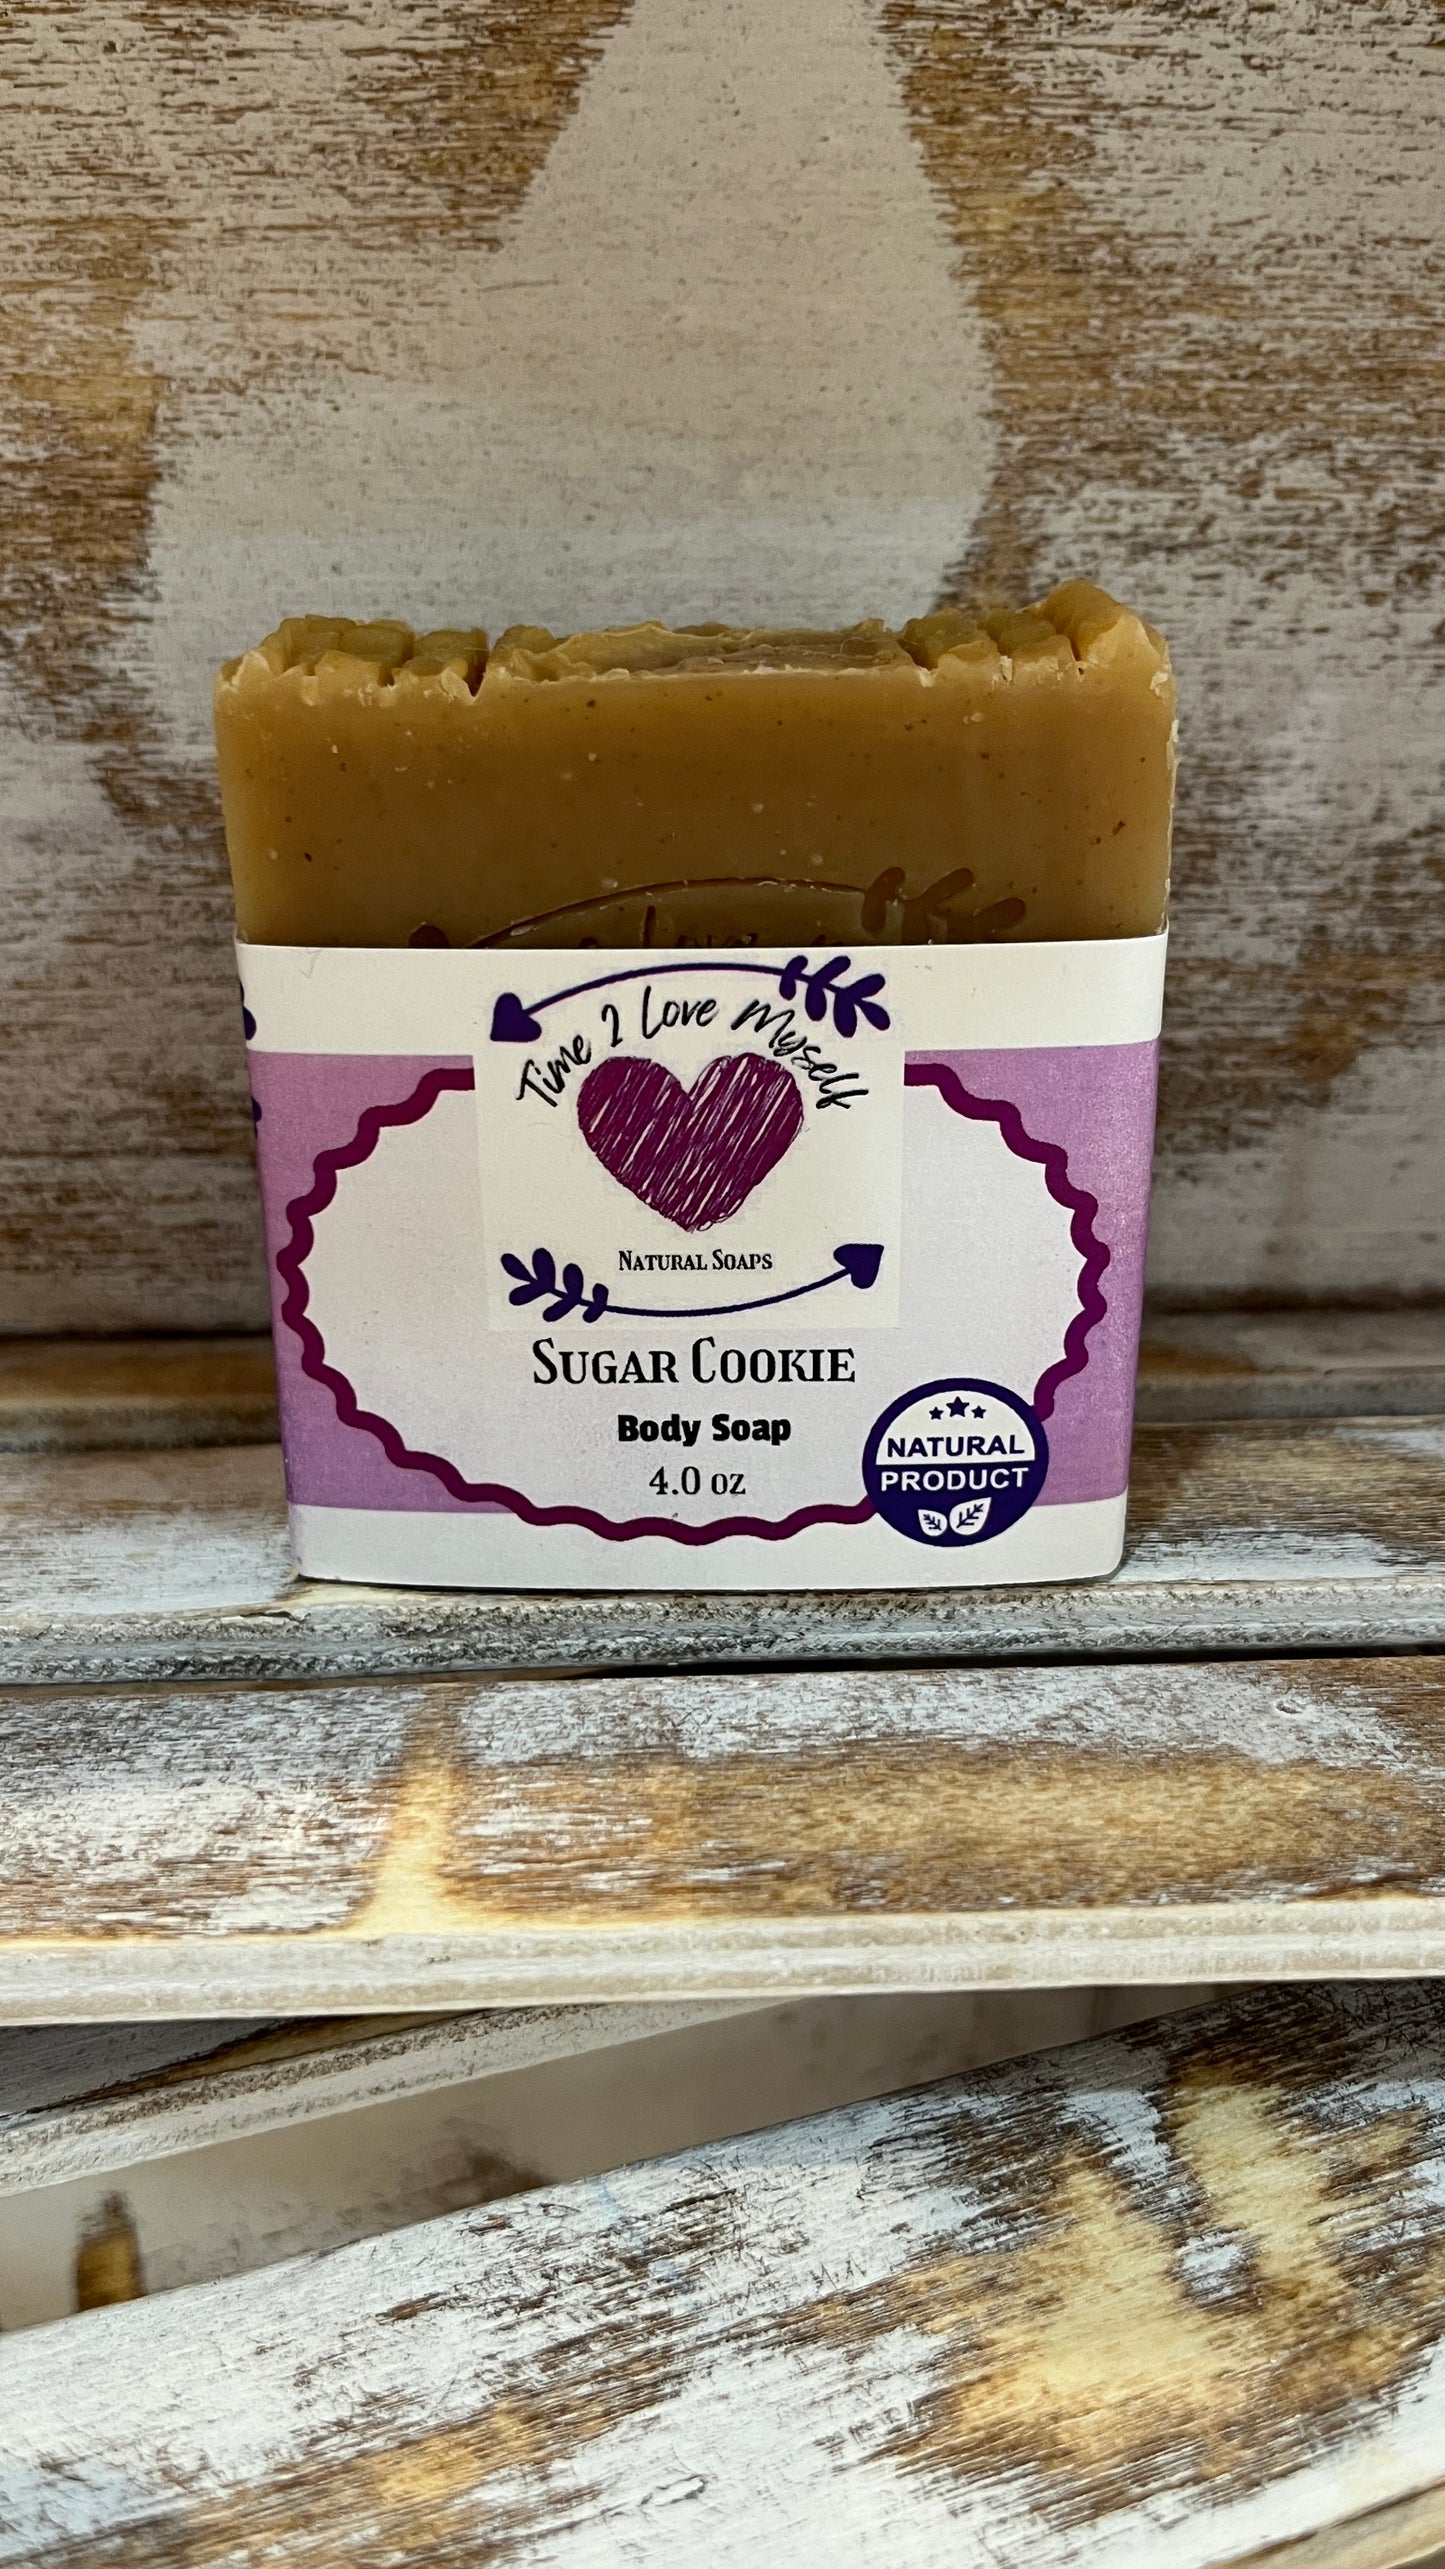 Time 2 Love Myself
Natural Soaps
Sugar Cookie
Body Soap
4.0 oz
NATURAL
PRODUCT